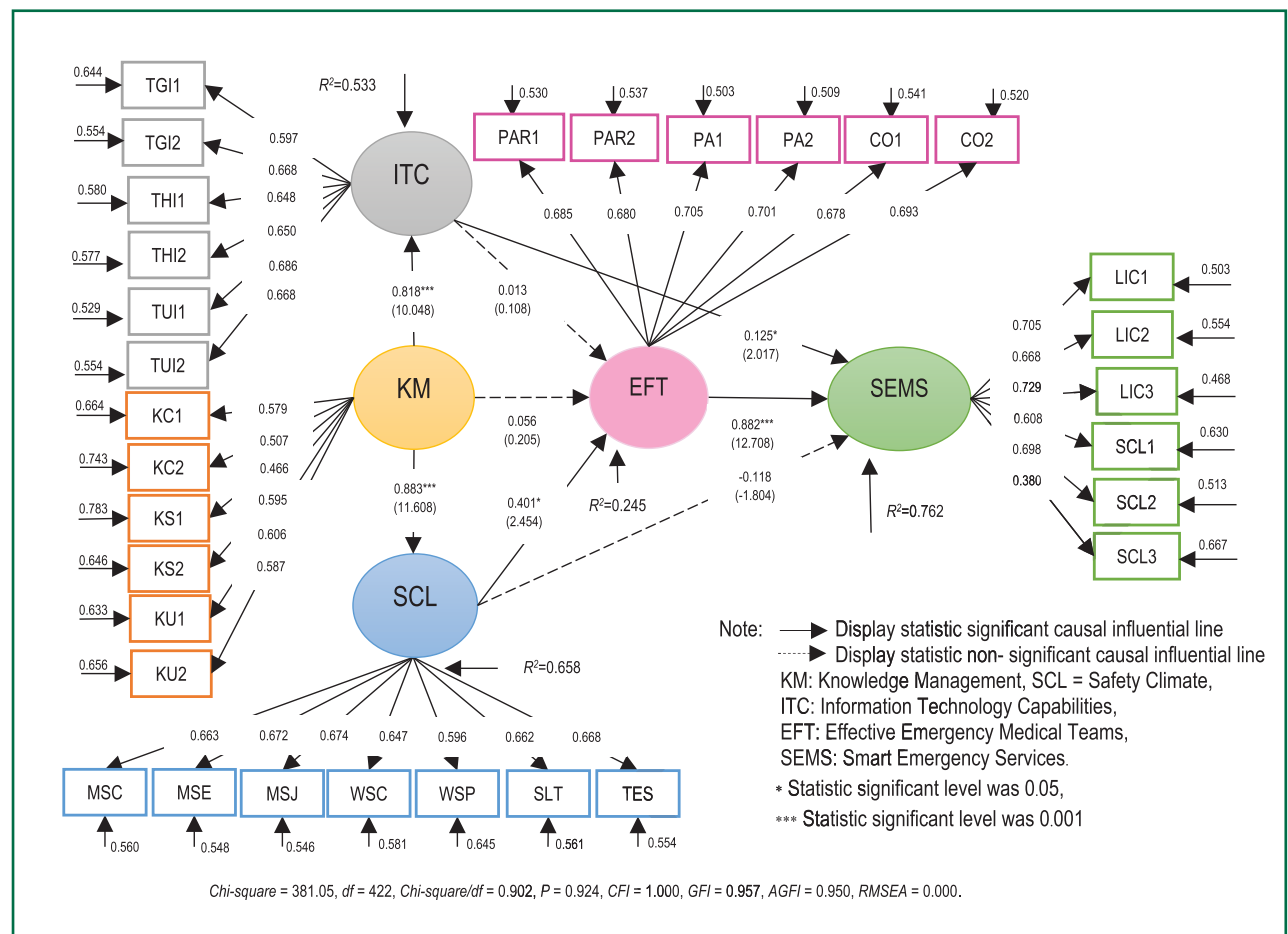 0.644
TGI1
0.554
TGI2
0.580
THI1
0.577
THI2
0.529
TUI1
0.554
TUI2
0.664
KC1
0.743
KC2
0.783
KS1
0.646
KS2
0.633
KU1
0.656
KU2
0.597
0.668
0.648
0.650
0.686
0.668
0.579
0.507
0.466
0.595
0.606
0.587
R²=0.533
ITC
0.818***
(10.048)
0.013
(0.108)
KM
0.056
(0.205)
0.883***
(11.608)
SCL
0.401*
(2.454)
R²=0.245
R²=0.658
0.530
0.537
0.503
0.509
0.541
0.520
PAR1
PAR2
PA1
PA2
CO1
CO2
0.685
0.680
0.705
0.701
0.678
0.693
EFT
0.125*
(2.017)
0.882***
(12.708)
-0.118
(-1.804)
SEMS
R²=0.762
0.705
0.668
0.729
0.608
0.698
0.380
LIC1
0.503
LIC2
0.554
LIC3
0.468
SCL1
0.630
SCL2
0.513
SCL3
0.667
0.663
0.672
0.674
0.647
0.596
0.662
0.668
MSC
MSE
MSJ
WSC
WSP
SLT
TES
0.560
0.548
0.546
0.581
0.645
0.561
0.554
Note:
Display statistic significant causal influential line
Display statistic non- significant causal influential line
KM: Knowledge Management, SCL = Safety Climate,
ITC: Information Technology Capabilities,
EFT: Effective Emergency Medical Teams,
SEMS: Smart Emergency Services.
* Statistic significant level was 0.05,
*** Statistic significant level was 0.001
Chi-square = 381.05, df = 422, Chi-square/df = 0.902, P = 0.924, CFI = 1.000, GFI = 0.957, AGFI = 0.950, RMSEA = 0.000.